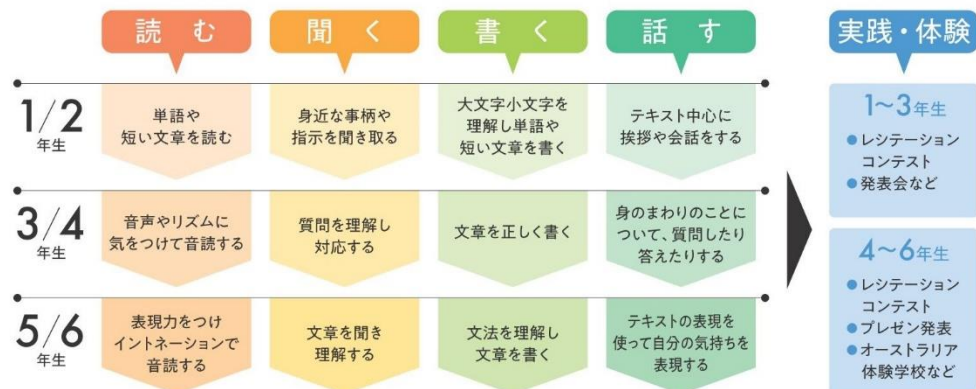 読む
聞く
書く
話す
実践・体験
1/2
年生
単語や
短い文章を読む
身近な事柄や
指示を聞き取る
大文字小文字を
理解し単語や
短い文章を書く
テキスト中心に
挨拶や会話をする
3/4
年生
音声やリズムに
気をつけて音読する
質問を理解し
対応する
文章を正しく書く
身のまわりのことに
ついて、質問したり
答えたりする
5/6
年生
表現力をつけ
イントネーションで
音読する
文章を聞き
理解する
文法を理解し
文章を書く
テキストの表現を
使って自分の気持ちを
表現する
1〜3年生
●レシテーション
コンテスト
●発表会など
4〜6年生
●レシテーション
コンテスト
●プレゼン発表
●オーストラリア
体験学校など